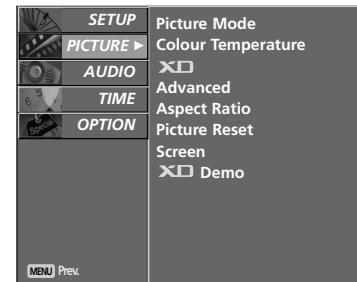 SETUP
PICTURE ►
AUDIO
TIME
OPTION
Special
Picture Mode
Colour Temperature
XD
Advanced
Aspect Ratio
Picture Reset
Screen
XD Demo
MENU Prev.